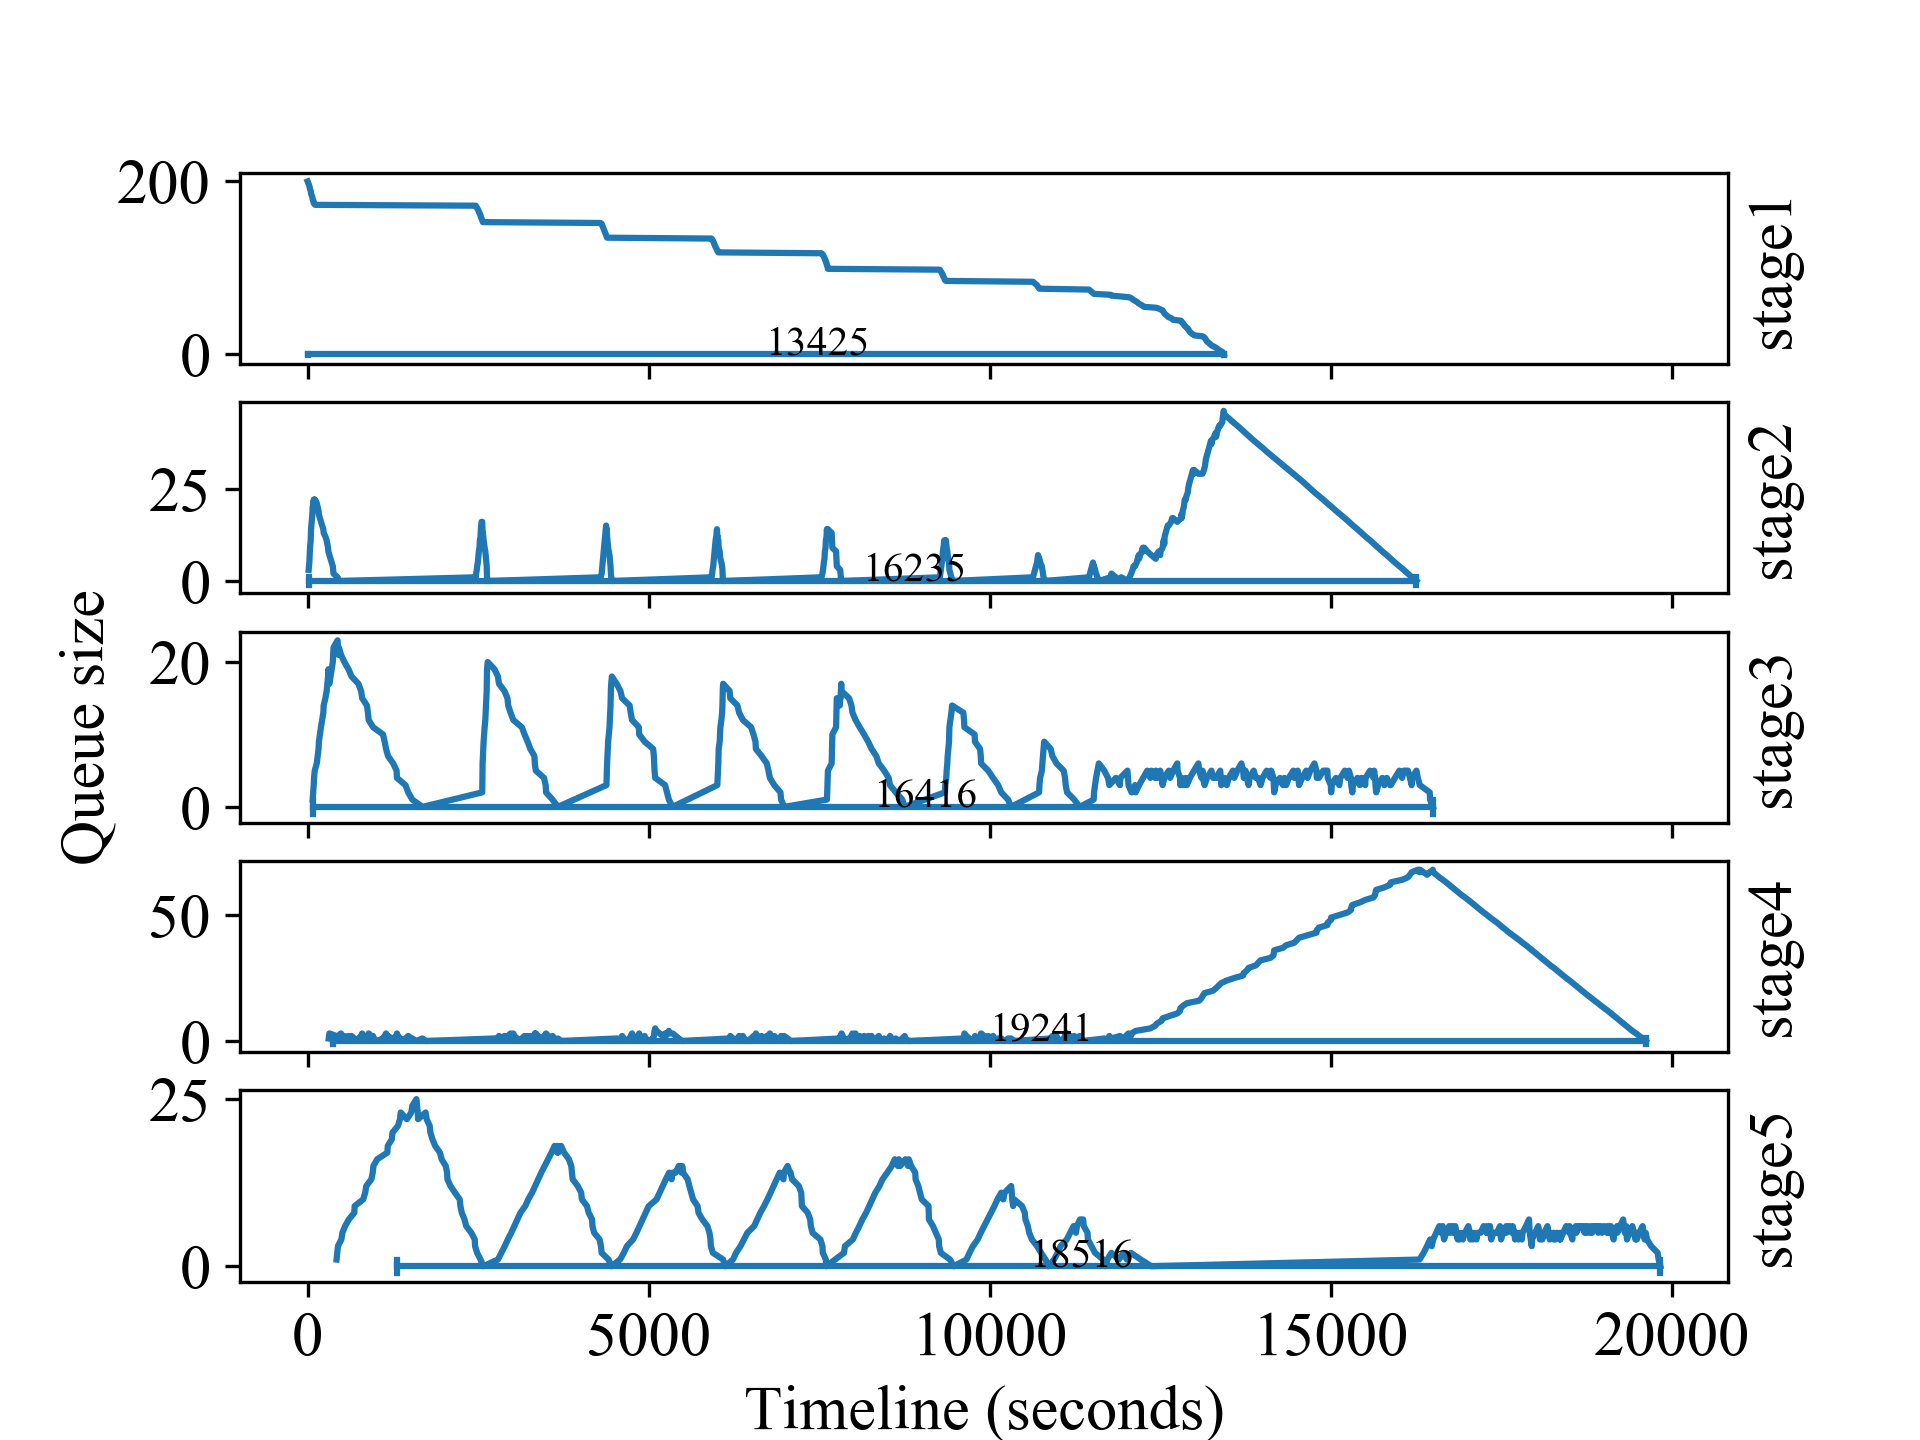 200
0
13425
stage1
25
0
16235
stage2
Queue size
20
0
16416
stage3
50
0
19241
stage4
25
0
18516
stage5
0 5000 10000 15000 20000
Timeline (seconds)